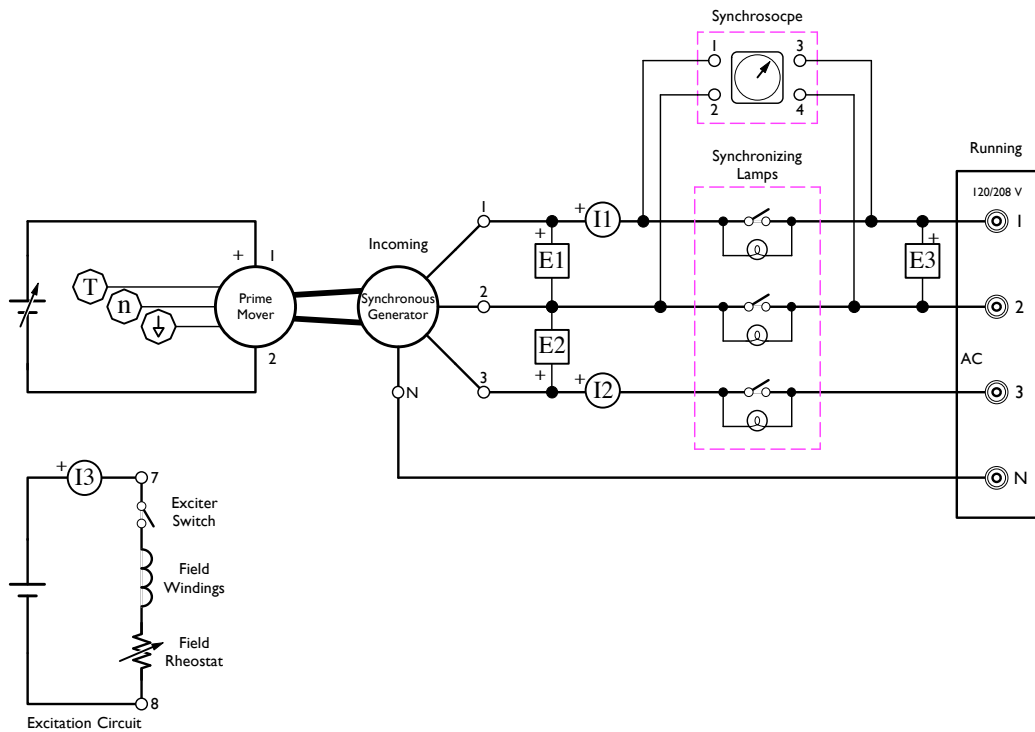 Synchrosocpe
1
3
2
4
Synchronizing
Lamps
Running
120/208 V
1
Incoming
+
I1
1
+
E1
+
E3
T
n
+
1
Prime
Mover
2
Synchronous
Generator
2
2
E2
+
3
+
I2
N
AC
3
N
+
I3
7
Exciter
Switch
Field
Windings
Field
Rheostat
8
Excitation Circuit